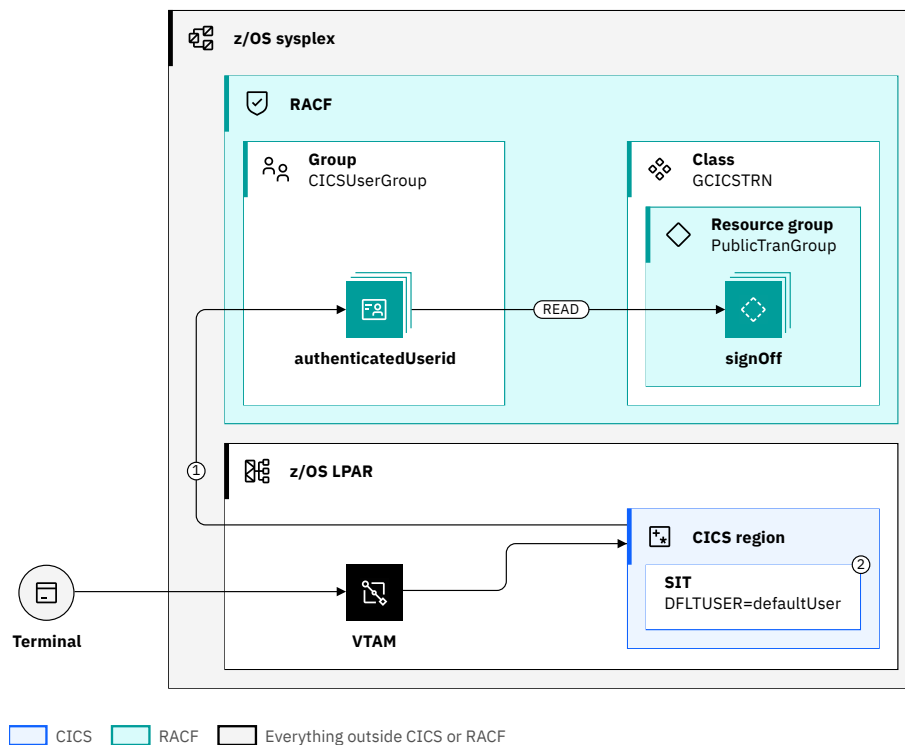 z/OS sysplex
RACF
Group
CICSUserGroup
Class
GCICSTRN
Resource group
PublicTranGroup
READ
authenticatedUserid
signOff
1
z/OS LPAR
CICS region
2
SIT
DFLTUSER=defaultUser
Terminal
VTAM
CICS
RACF
Everything outside CICS or RACF